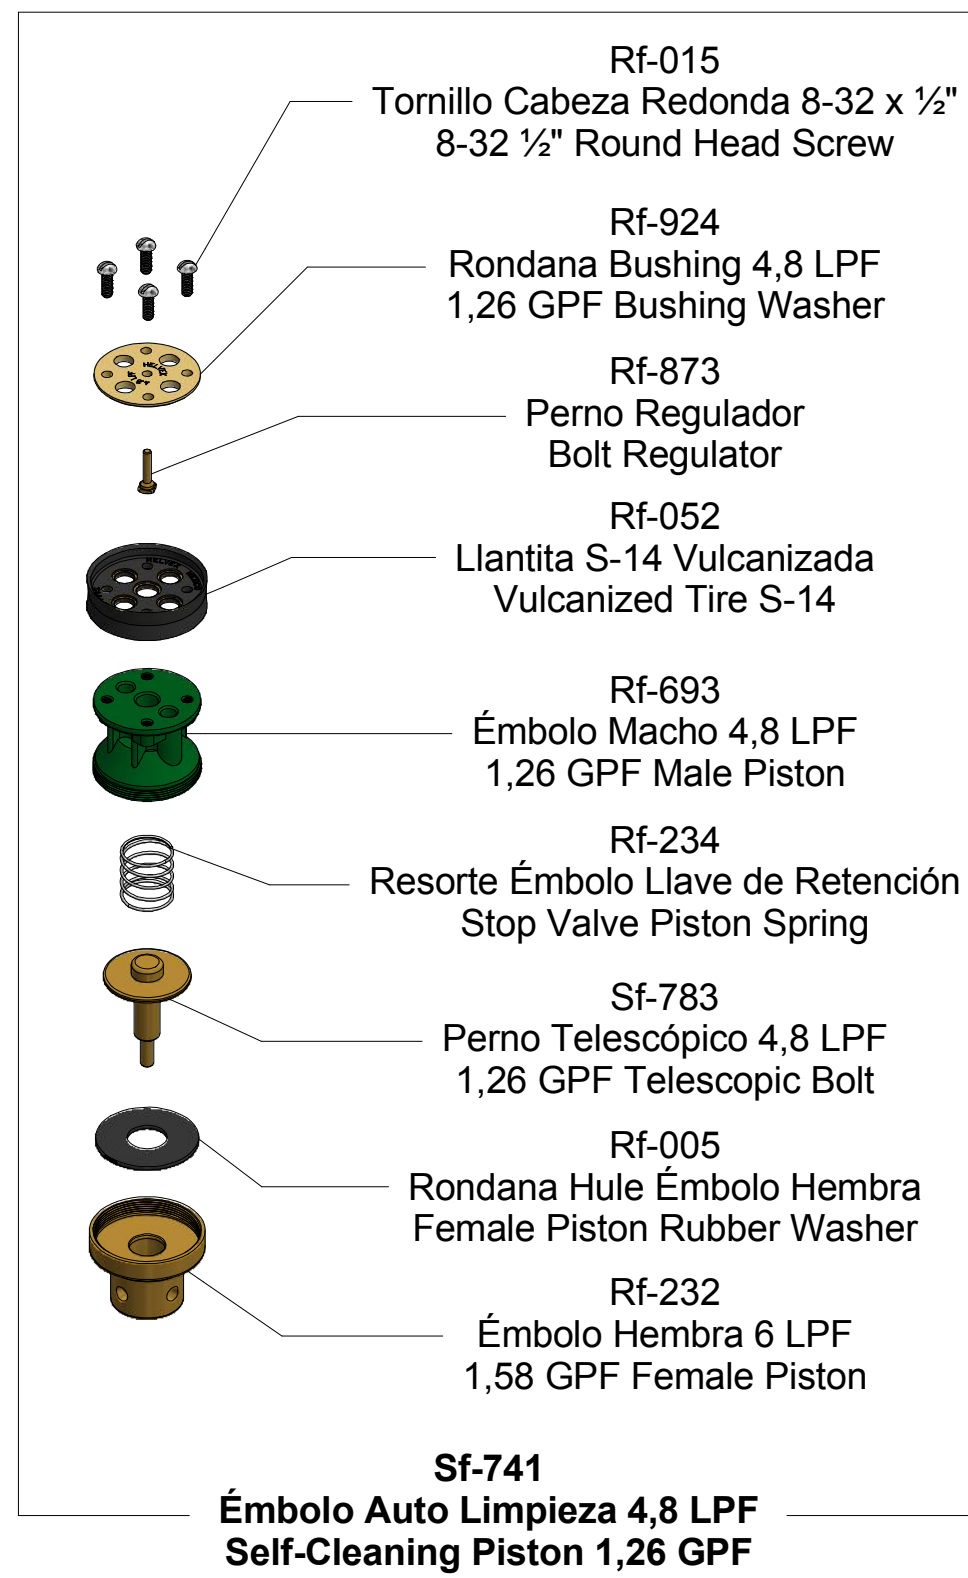 Rf-015
Tornillo Cabeza Redonda 8-32 x ½"
8-32 ½" Round Head Screw
Rf-924
Rondana Bushing 4,8 LPF
1,26 GPF Bushing Washer
Rf-873
Perno Regulador
Bolt Regulator
Rf-052
Llantita S-14 Vulcanizada
Vulcanized Tire S-14
Rf-693
Émbolo Macho 4,8 LPF
1,26 GPF Male Piston
Rf-234
Resorte Émbolo Llave de Retención
Stop Valve Piston Spring
Sf-783
Perno Telescópico 4,8 LPF
1,26 GPF Telescopic Bolt
Rf-005
Rondana Hule Émbolo Hembra
Female Piston Rubber Washer
Rf-232
Émbolo Hembra 6 LPF
1,58 GPF Female Piston
Sf-741
Émbolo Auto Limpieza 4,8 LPF
Self-Cleaning Piston 1,26 GPF